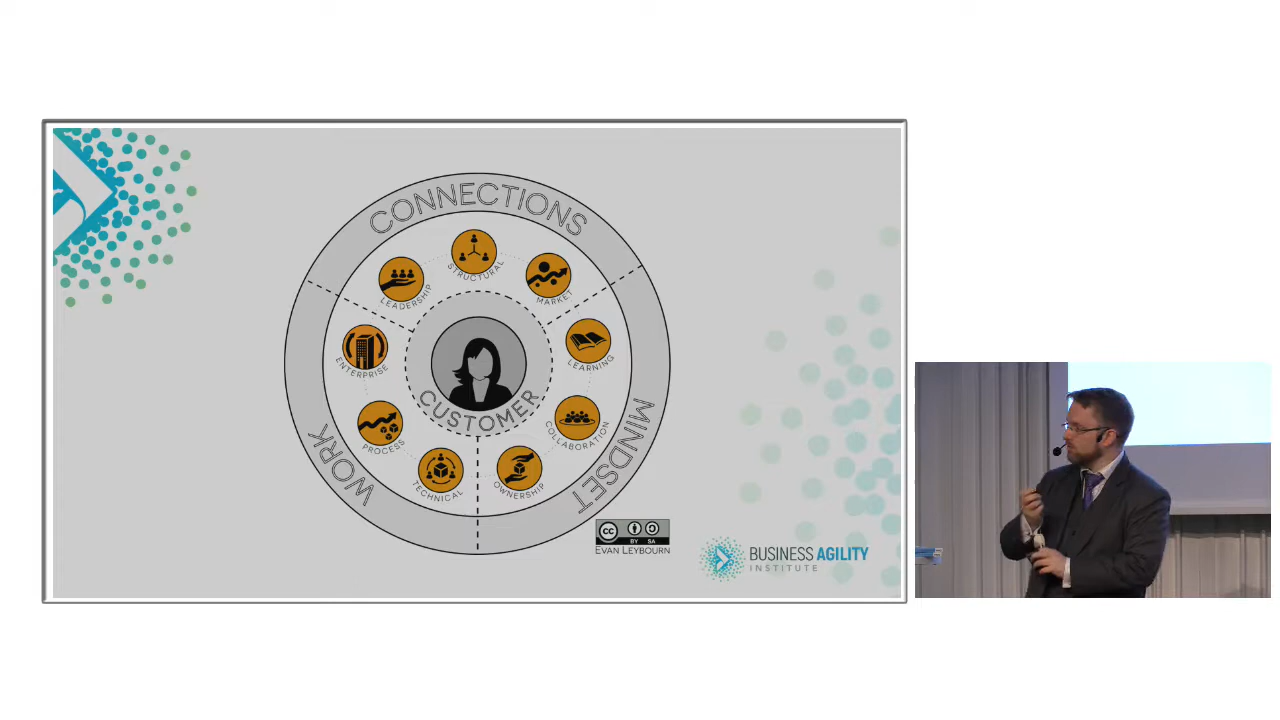 CONNECTIONS
STRUCTURAL
LEADERSHIP
MARKET
ENTERPRISE
LEARNING
CUSTOMER
PROCESS
COLLABORATION
TECHNICAL
OWNERSHIP
WORK
MINDSET
cc
BY SA
EVAN LEYBOURN
BUSINESS AGILITY
INSTITUTE